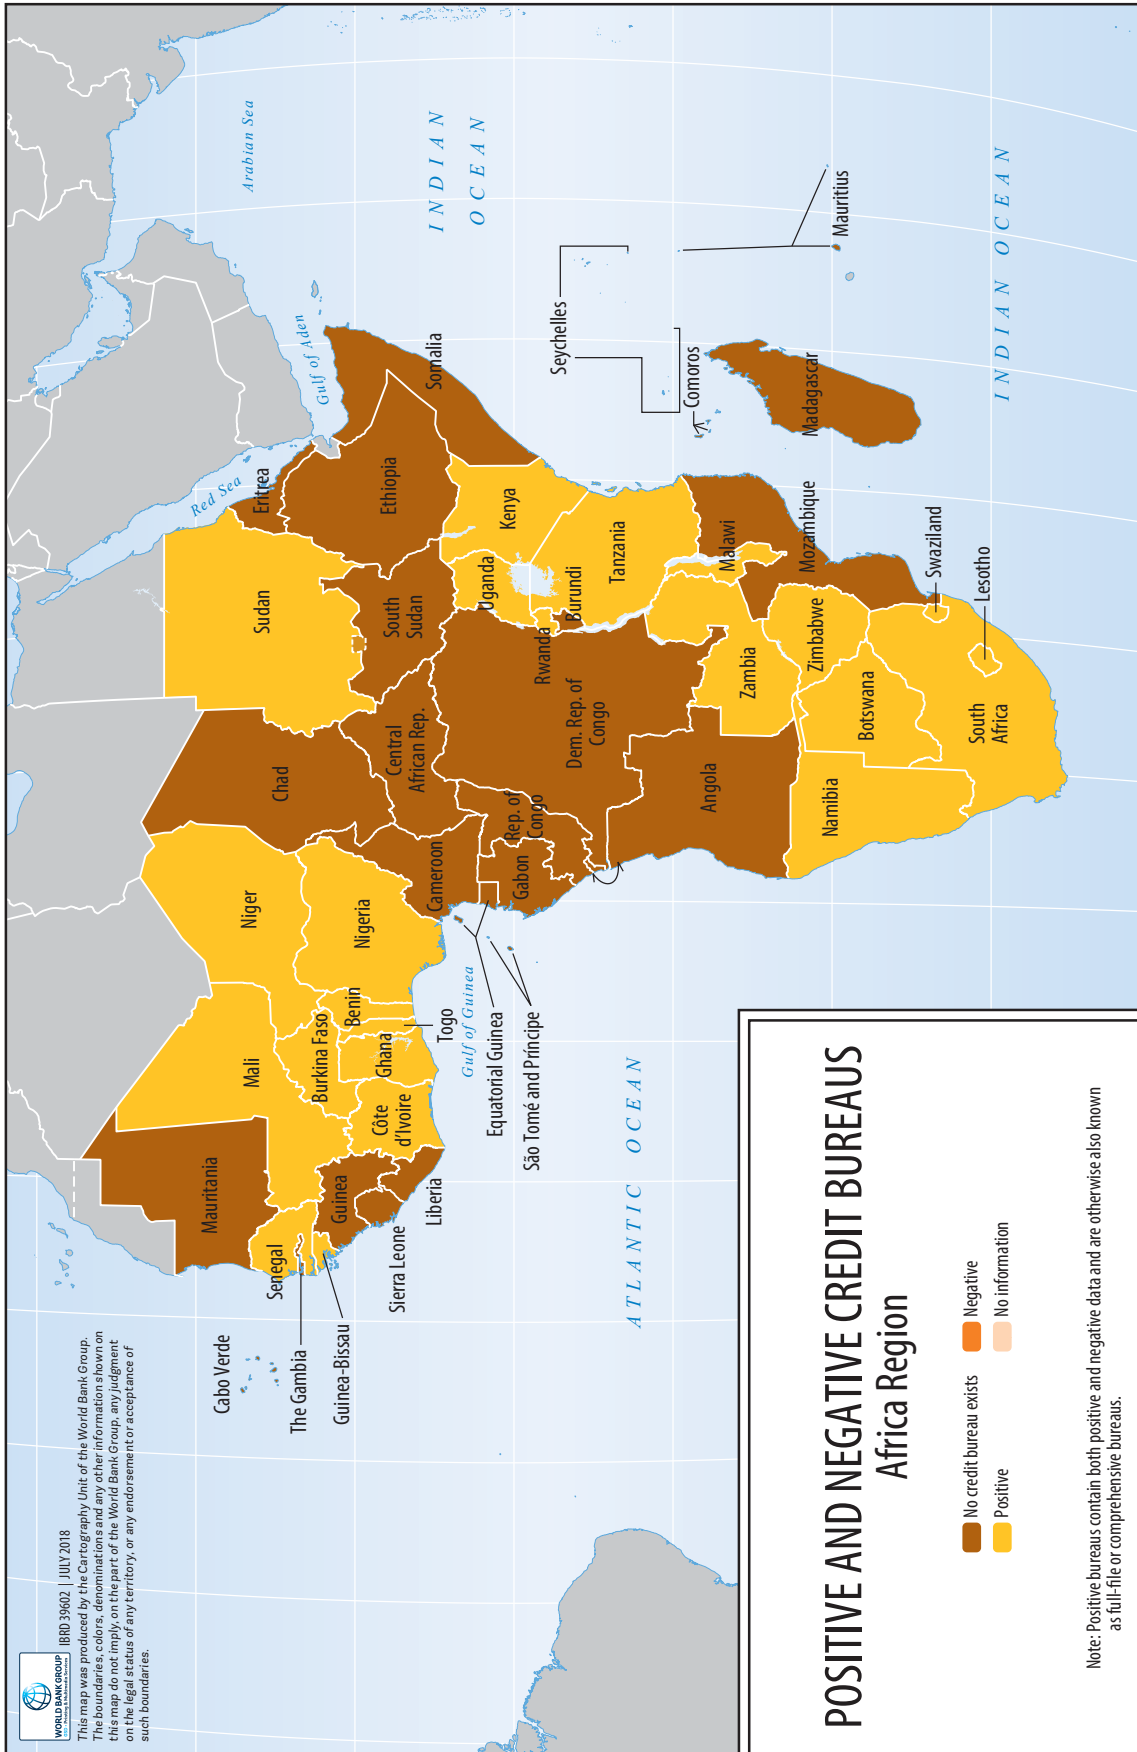 WORLD BANK GROUP
IBRD 39602 | JULY 2018
This map was produced by the Cartography Unit of the World Bank Group.
The boundaries, colors, denominations and any other information shown on
this map do not imply, on the part of the World Bank Group, any judgment
on the legal status of any territory, or any endorsement or acceptance of
such boundaries.
Arabian Sea
Red Sea
Gulf of Aden
INDIAN
OCEAN
Cabo Verde
Mauritania
Mali
Niger
Chad
Sudan
Eritrea
Senegal
The Gambia
Guinea-Bissau
Guinea
Sierra Leone
Liberia
Côte
d'Ivoire
Burkina Faso
Ghana
Togo
Benin
Nigeria
Cameroon
Central
African Rep.
South
Sudan
Ethiopia
Somalia
Gulf of Guinea
Equatorial Guinea
São Tomé and Príncipe
Gabon
Rep. of
Congo
Dem. Rep. of
Congo
Uganda
Kenya
Rwanda
Burundi
Tanzania
Seychelles
Comoros
ATLANTIC OCEAN
Angola
Zambia
Malawi
Mozambique
Madagascar
Mauritius
Namibia
Botswana
Zimbabwe
South
Africa
Swaziland
Lesotho
INDIAN OCEAN
POSITIVE AND NEGATIVE CREDIT BUREAUS
Africa Region
No credit bureau exists
Negative
Positive
No information
Note: Positive bureaus contain both positive and negative data and are otherwise also known
as full-file or comprehensive bureaus.